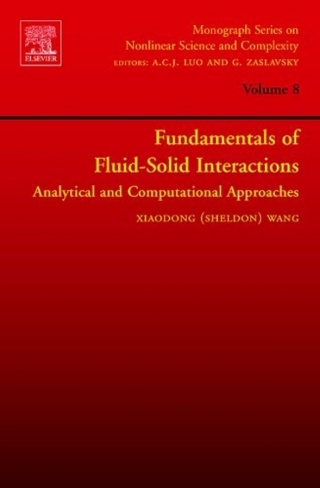 Monograph Series on
Nonlinear Science and Complexity
EDITORS: A.C.J. LUO AND G. ZASLAVSKY
ELSEVIER
Volume 8
Fundamentals of
Fluid-Solid Interactions
Analytical and Computational Approaches
XIAODONG (SHELDON) WANG